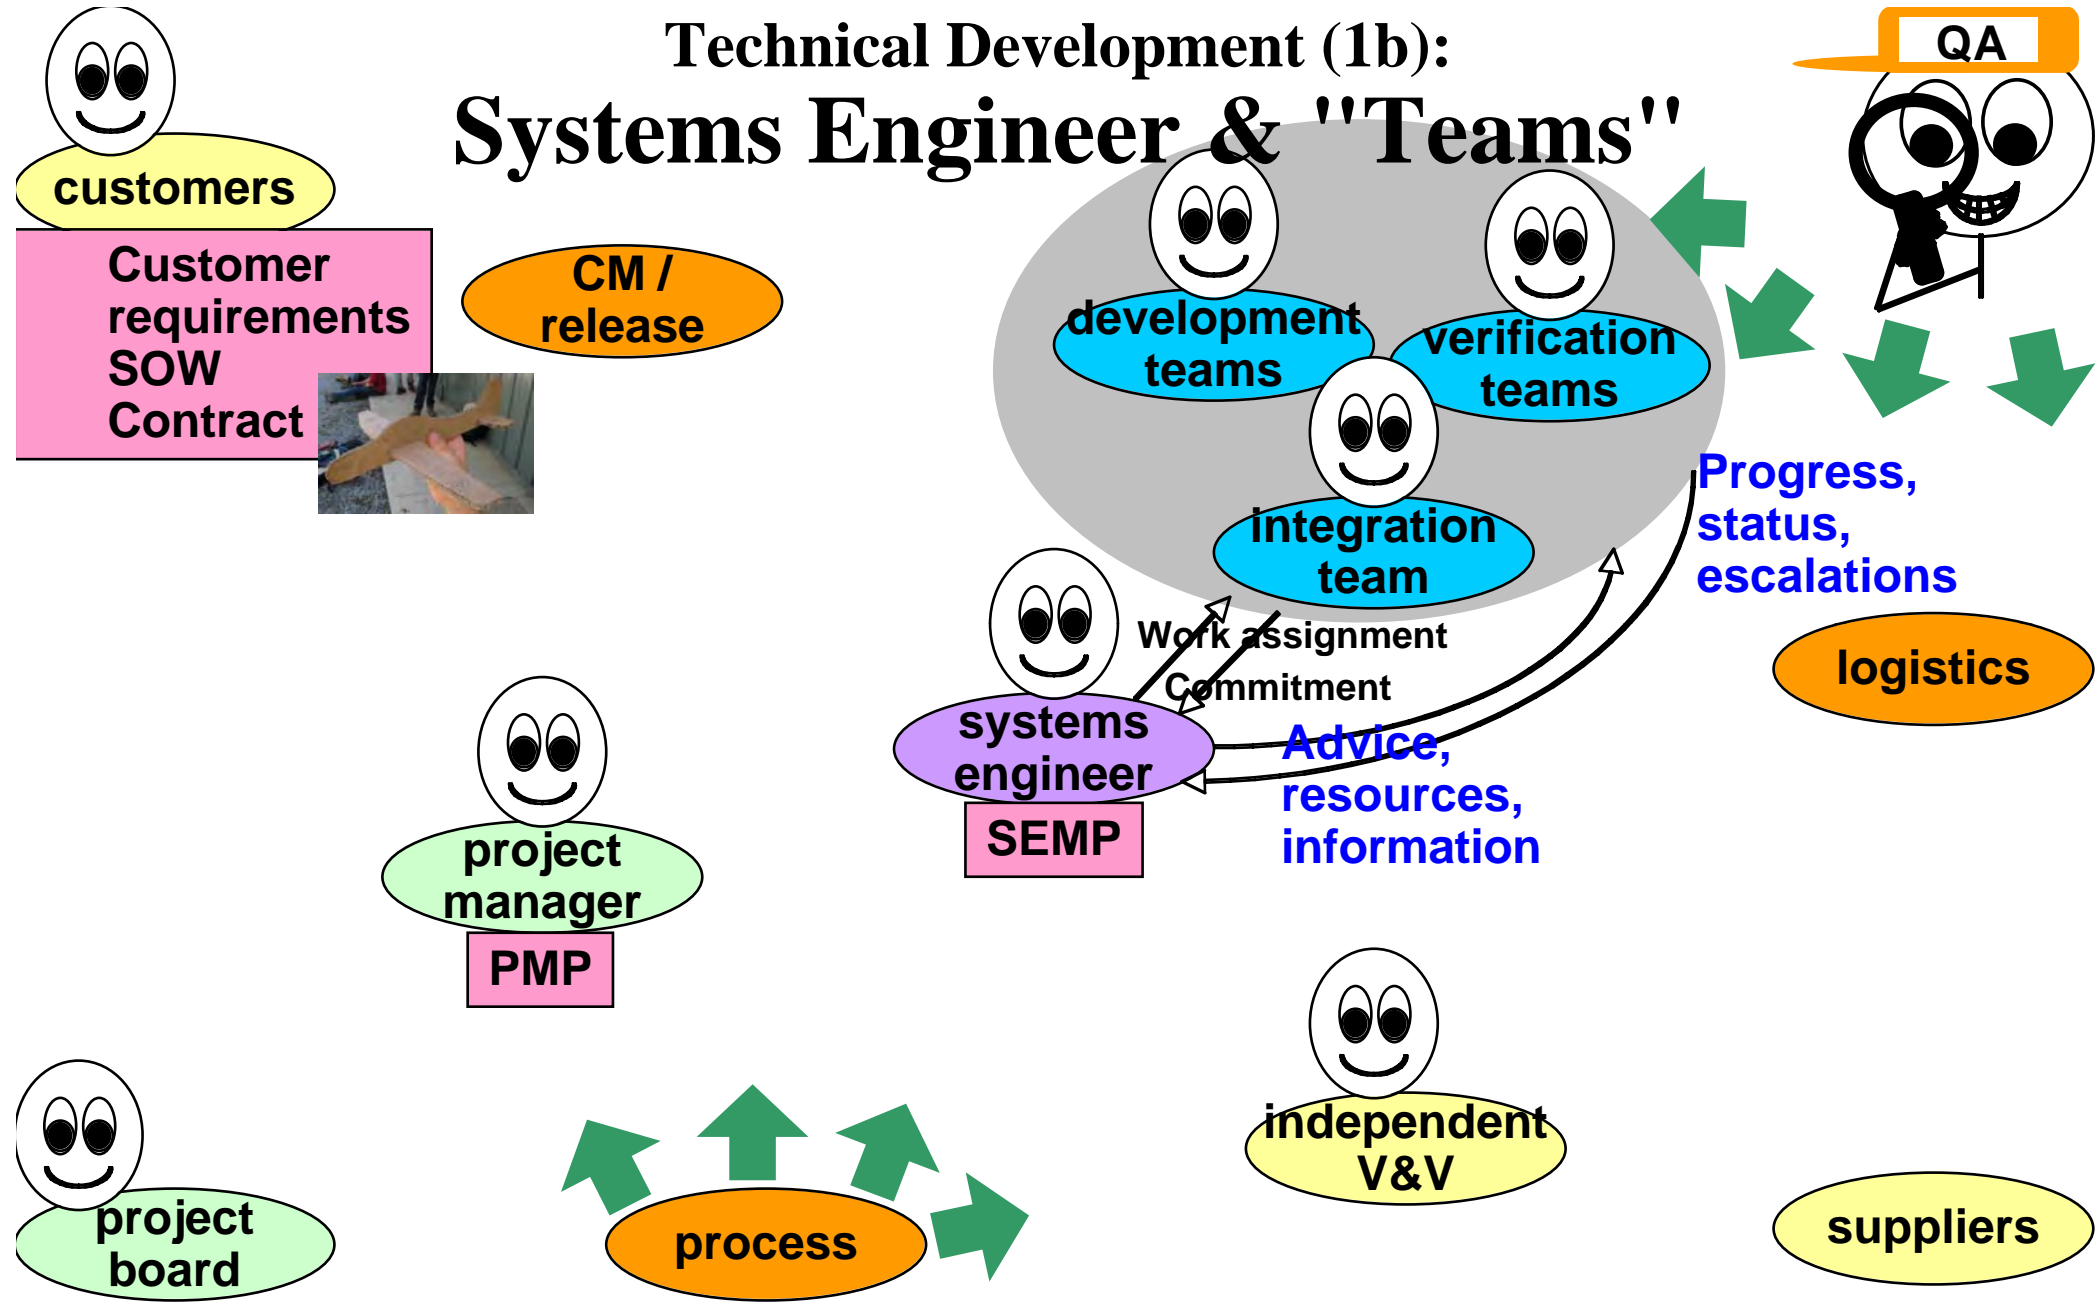 Technical Development (1b):
Systems Engineer & "Teams"
QA
customers
Customer
requirements
SOW
Contract
CM /
release
development
teams
verification
teams
integration
team
Progress,
status,
escalations
Work assignment
Commitment
logistics
systems
engineer
SEMP
Advice,
resources,
information
project
manager
PMP
independent
V&V
project
board
process
suppliers